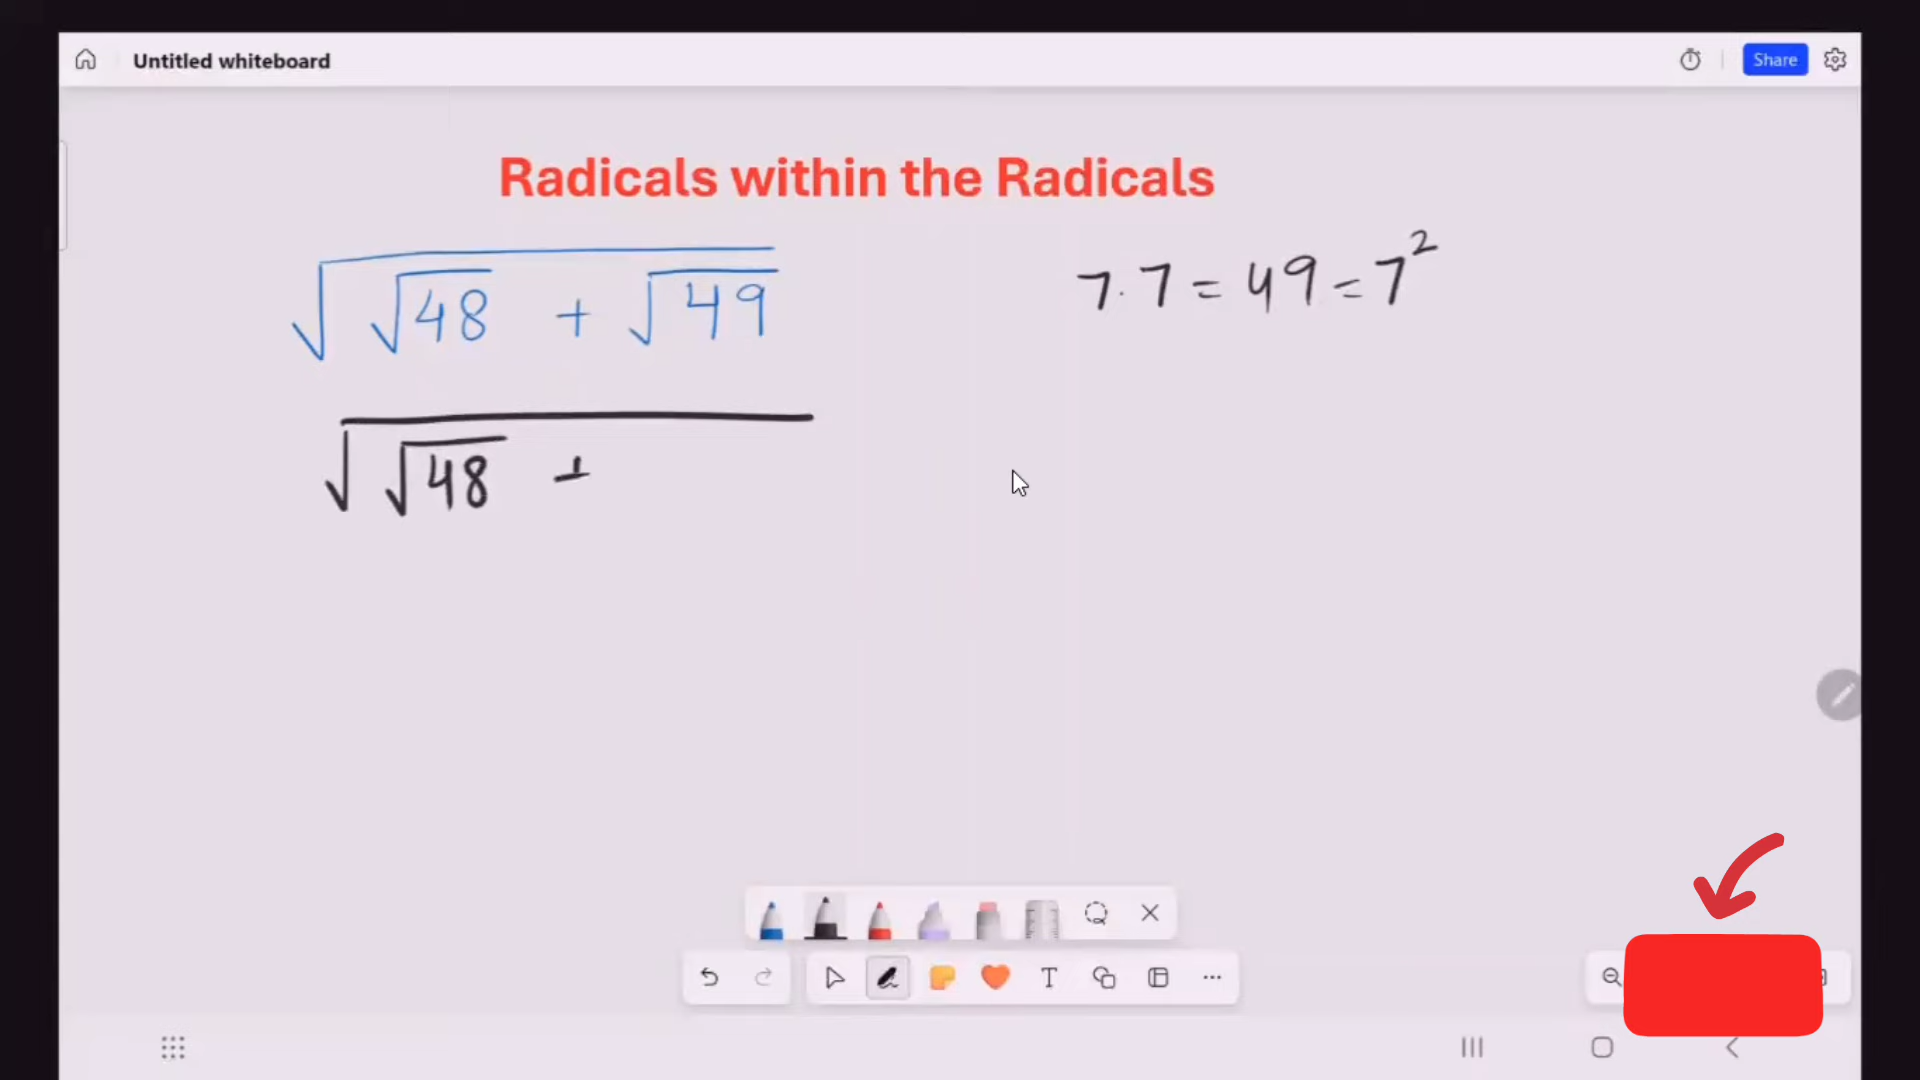 Untitled whiteboard
Share
Radicals within the Radicals
√(√48 + √49)
7.7 = 49 = 7²
√(√48 +
T